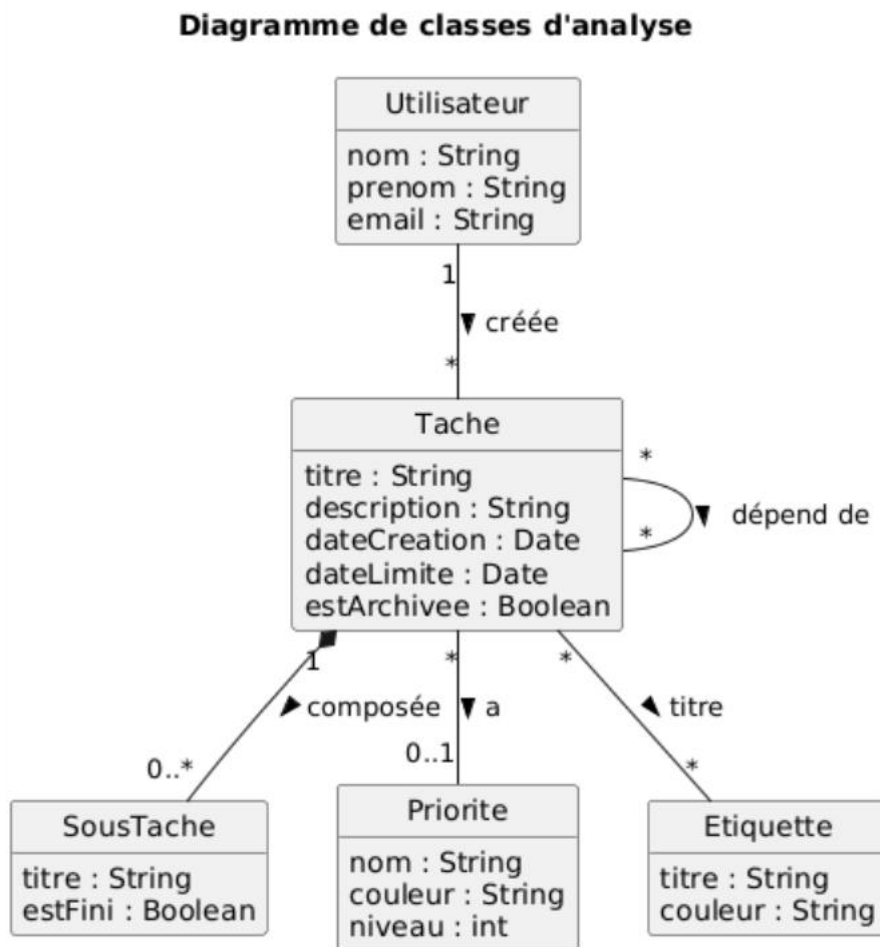 Diagramme de classes d'analyse
Utilisateur
nom : String
prenom : String
email : String
1
créée
*
Tache
titre : String
description : String
dateCreation : Date
dateLimite : Date
estArchivee : Boolean
*
dépend de
*
1
composée
0..*
*
a
0..1
*
titre
*
SousTache
titre : String
estFini : Boolean
Priorite
nom : String
couleur : String
niveau : int
Etiquette
titre : String
couleur : String